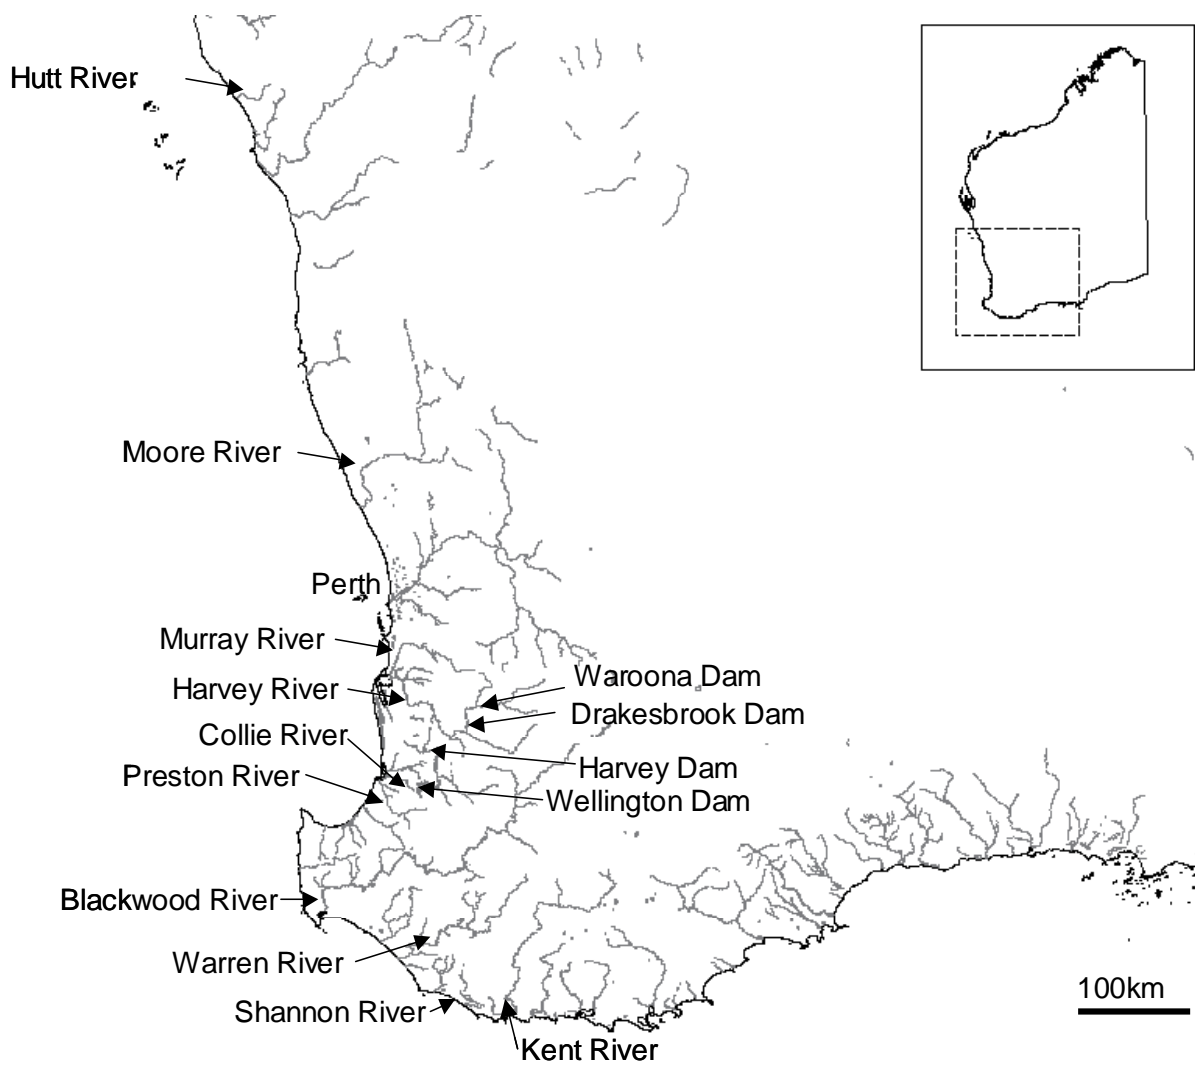 Hutt River
Moore River
Perth
Murray River
Waroona Dam
Harvey River
Drakesbrook Dam
Collie River
Harvey Dam
Preston River
Wellington Dam
Blackwood River
Warren River
100km
Shannon River
Kent River